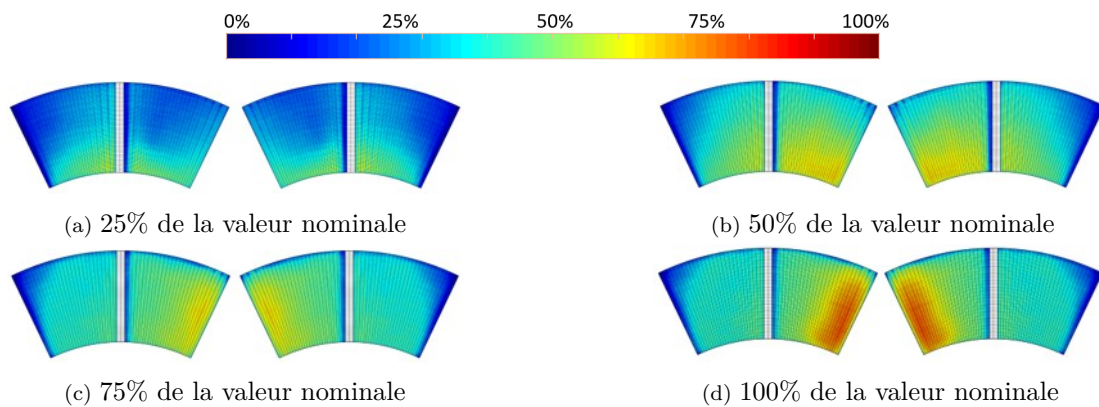 0% 25% 50% 75% 100%
(a) 25% de la valeur nominale
(b) 50% de la valeur nominale
(c) 75% de la valeur nominale
(d) 100% de la valeur nominale